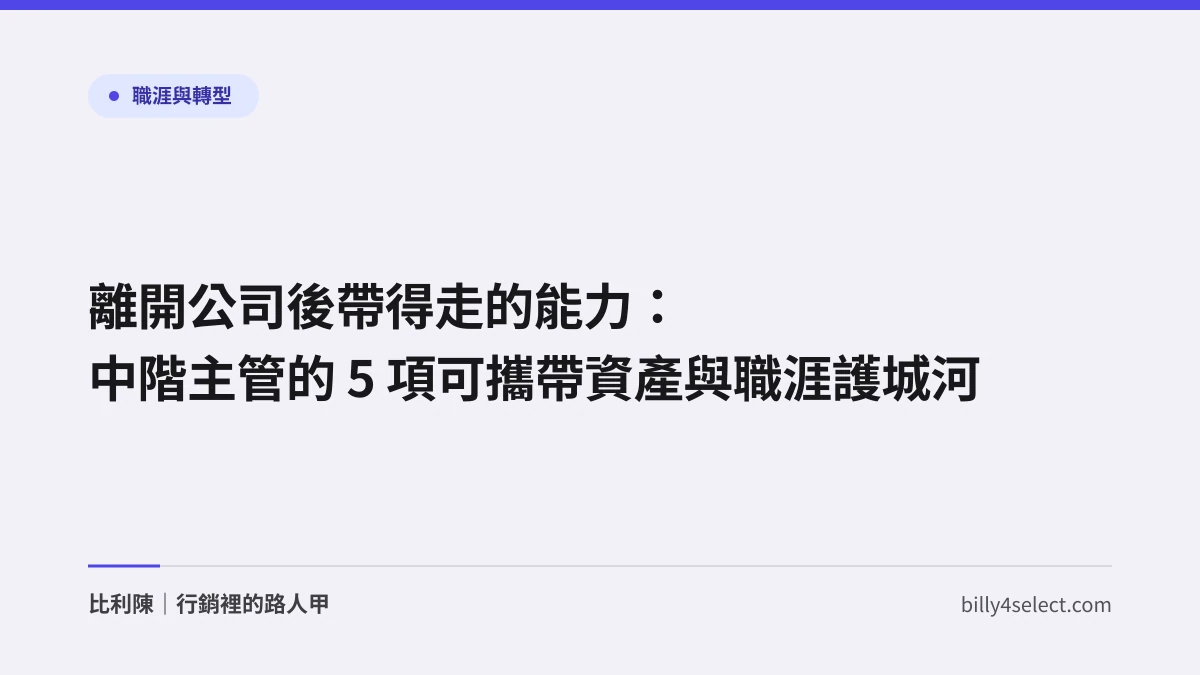 職涯與轉型
離開公司後帶得走的能力：
中階主管的 5 項可攜帶資產與職涯護城河
比利陳｜行銷裡的路人甲
billy4select.com